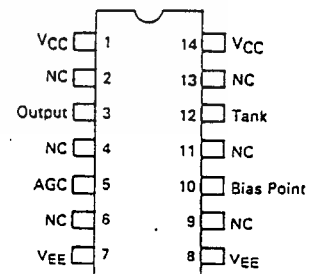 VCC 1 14 VCC
NC 2 13 NC
Output 3 12 Tank
NC 4 11 NC
AGC 5 10 Bias Point
NC 6 9 NC
VEE 7 8 VEE